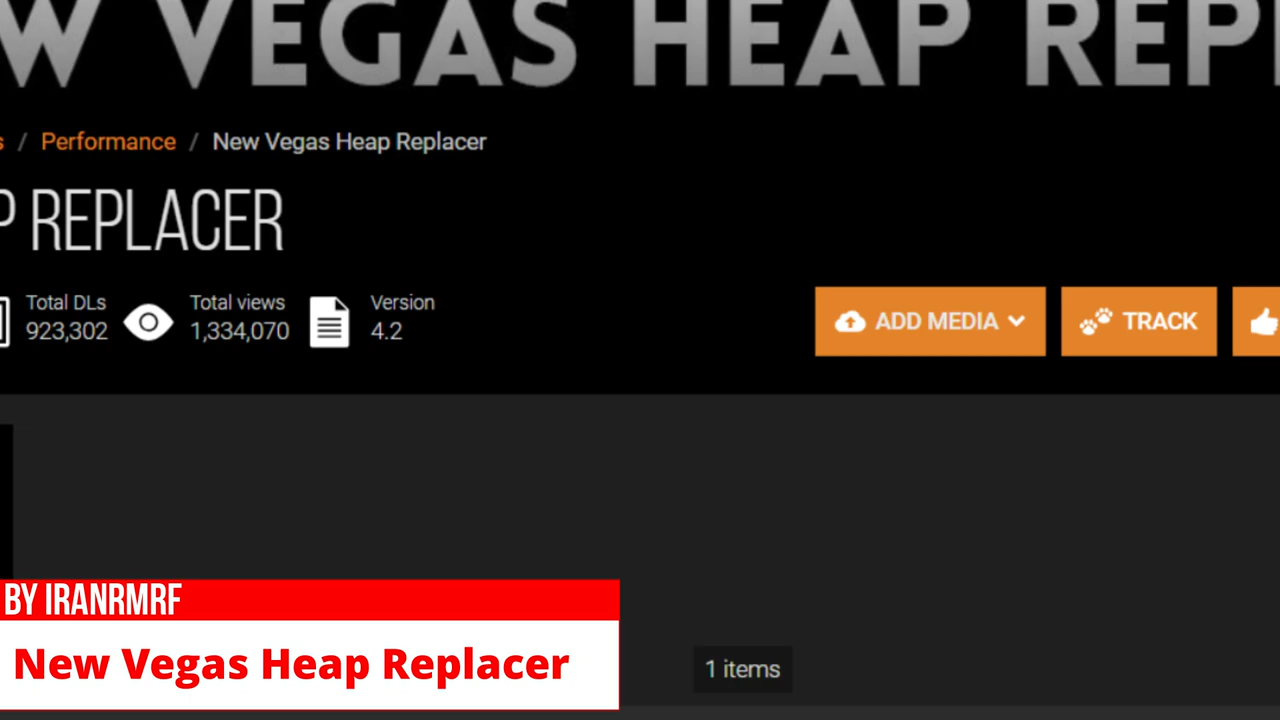 VEGAS HEAP
/ Performance / New Vegas Heap Replacer
REPLACER
Total DLs
923,302
Total views
1,334,070
Version
4.2
ADD MEDIA
TRACK
BY IRANRMRF
New Vegas Heap Replacer
1 items